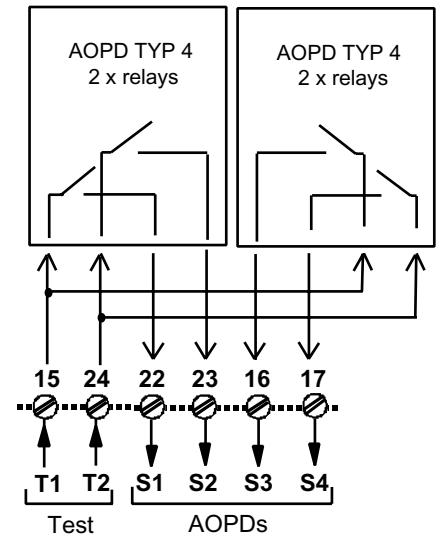 AOPD TYP 4
2 x relays
AOPD TYP 4
2 x relays
15 24 22 23 16 17
T1 T2 S1 S2 S3 S4
Test AOPDs